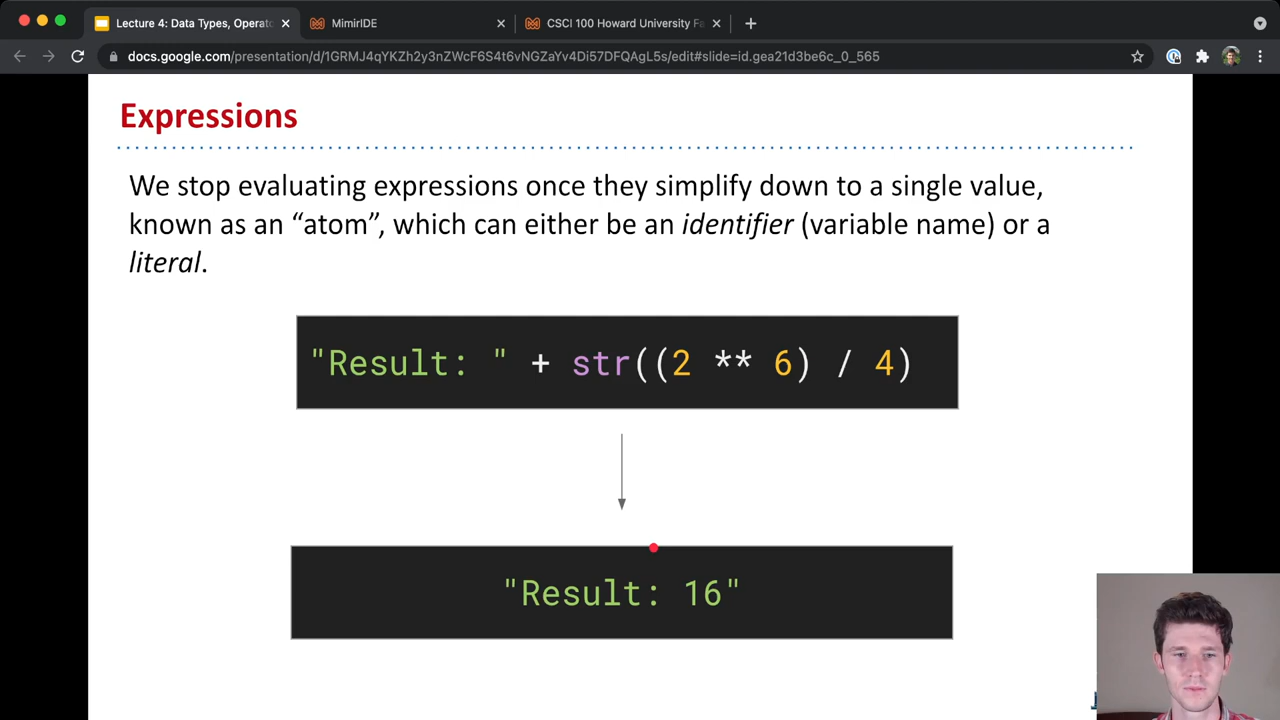 Lecture 4: Data Types, Operato
MimirIDE
CSCI 100 Howard University Fa
docs.google.com/presentation/d/1GRMJ4qYKZh2y3nZWcF6S4t6vNGZaYv4Di57DFQAgL5s/edit#slide=id.gea21d3be6c_0_565
Expressions
We stop evaluating expressions once they simplify down to a single value,
known as an “atom”, which can either be an identifier (variable name) or a
literal.
"Result: " + str((2 ** 6) / 4)
"Result: 16"